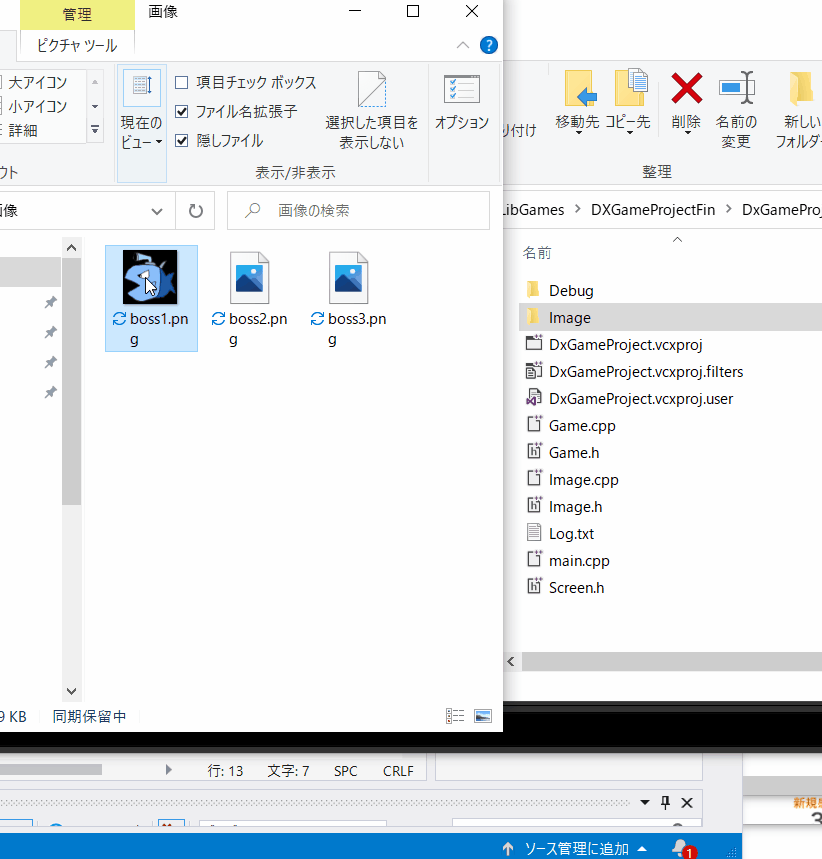 管理
画像
ピクチャ ツール
大アイコン
小アイコン
詳細
現在の
ビュー
項目チェック ボックス
ファイル名拡張子
隠しファイル
選択した項目を
表示しない
オプション
表示/非表示
画像の検索
boss1.pn
g
boss2.pn
g
boss3.pn
g
KB
同期保留中
り付け
移動先
コピー先
削除
名前の
変更
新しい
フォルダー
整理
LibGames
DXGameProjectFin
DxGameProj
名前
Debug
Image
DxGameProject.vcxproj
DxGameProject.vcxproj.filters
DxGameProject.vcxproj.user
Game.cpp
Game.h
Image.cpp
Image.h
Log.txt
main.cpp
Screen.h
行: 13
文字: 7
SPC
CRLF
新規
ソース管理に追加
1